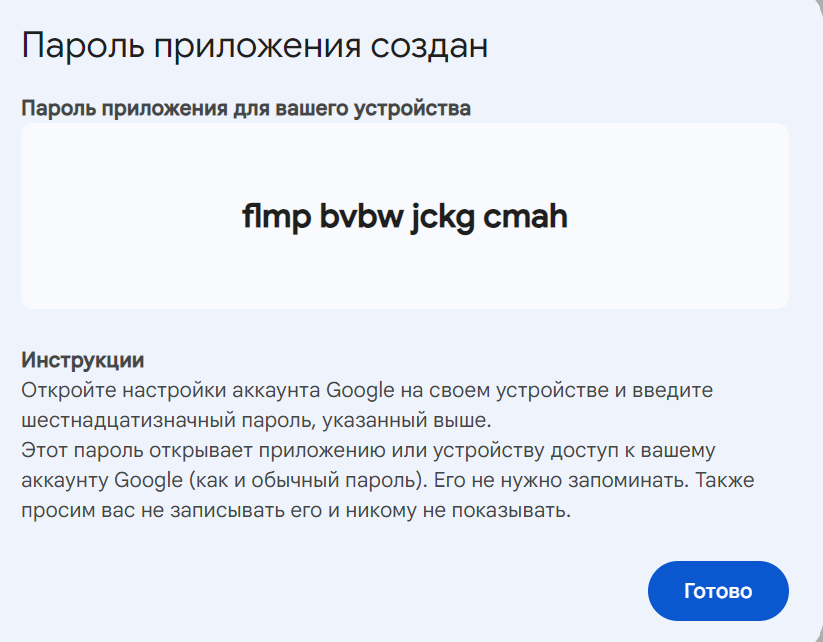 Пароль приложения создан
Пароль приложения для вашего устройства
flmp bvbw jckg cmah
Инструкции
Откройте настройки аккаунта Google на своем устройстве и введите
шестнадцатизначный пароль, указанный выше.
Этот пароль открывает приложению или устройству доступ к вашему
аккаунту Google (как и обычный пароль). Его не нужно запоминать. Также
просим вас не записывать его и никому не показывать.
Готово